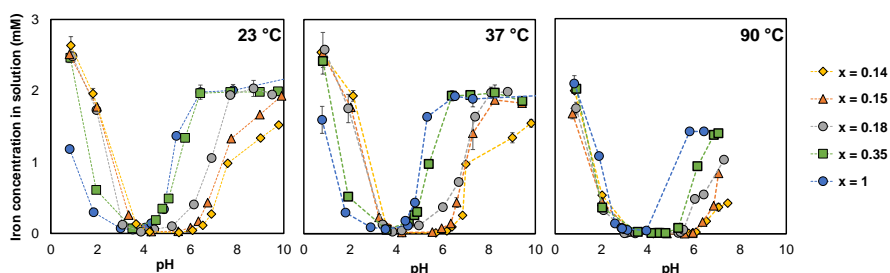 Iron concentration in solution (mM)
3
2
1
0
23 °C
0 2 4 6 8 10
pH
37 °C
0 2 4 6 8 10
pH
90 °C
0 2 4 6 8 10
pH
x = 0.14
x = 0.15
x = 0.18
x = 0.35
x = 1